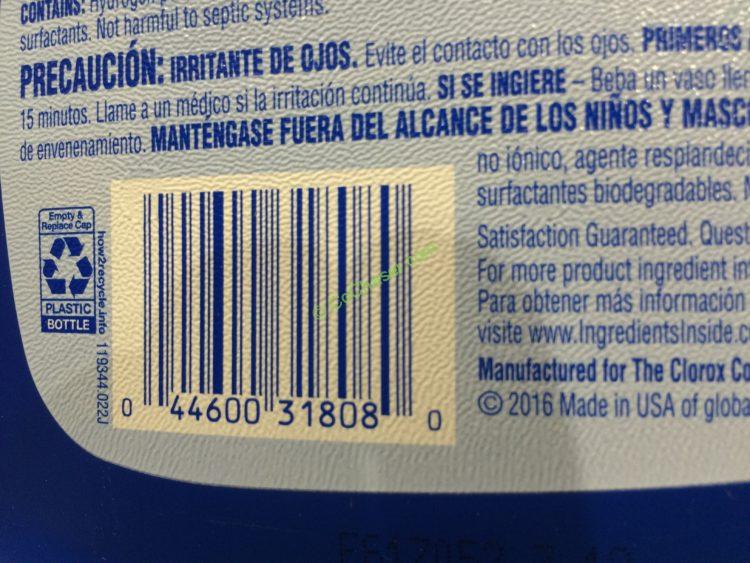 CONTAINS:
surfactants. Not harmful to septic systems.
PRECAUCIÓN: IRRITANTE DE OJOS. Evite el contacto con los ojos. PRIMEROS
15 minutos. Llame a un médico si la irritación continúa. SI SE INGIERE – Beba un vaso
de envenenamiento. MANTÉNGASE FUERA DEL ALCANCE DE LOS NIÑOS Y
no iónico, agente
surfactantes biodegradables.
Satisfaction Guaranteed.
For more product ingredient
Para obtener más información
visite www.IngredientsInside.c
Manufactured for The Clorox Co
© 2016 Made in USA of
Empty &
Replace Cap
PLASTIC
BOTTLE
how2recycle.info
119344.022J
0 44600 31808 0
© GoChaser.com